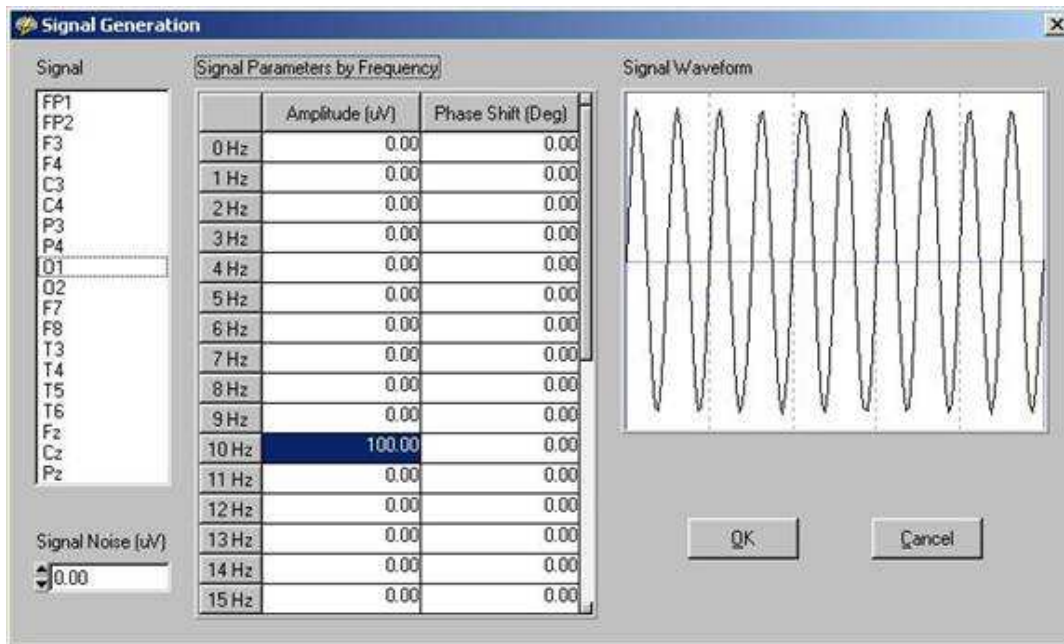 Signal Generation
Signal
FP1
FP2
F3
F4
C3
C4
P3
P4
O1
O2
F7
F8
T3
T4
T5
T6
Fz
Cz
Pz
Signal Noise (uV)
0.00
Signal Parameters by Frequency
Amplitude (uV) Phase Shift (Deg)
0 Hz 0.00 0.00
1 Hz 0.00 0.00
2 Hz 0.00 0.00
3 Hz 0.00 0.00
4 Hz 0.00 0.00
5 Hz 0.00 0.00
6 Hz 0.00 0.00
7 Hz 0.00 0.00
8 Hz 0.00 0.00
9 Hz 0.00 0.00
10 Hz 100.00 0.00
11 Hz 0.00 0.00
12 Hz 0.00 0.00
13 Hz 0.00 0.00
14 Hz 0.00 0.00
15 Hz 0.00 0.00
Signal Waveform
OK
Cancel